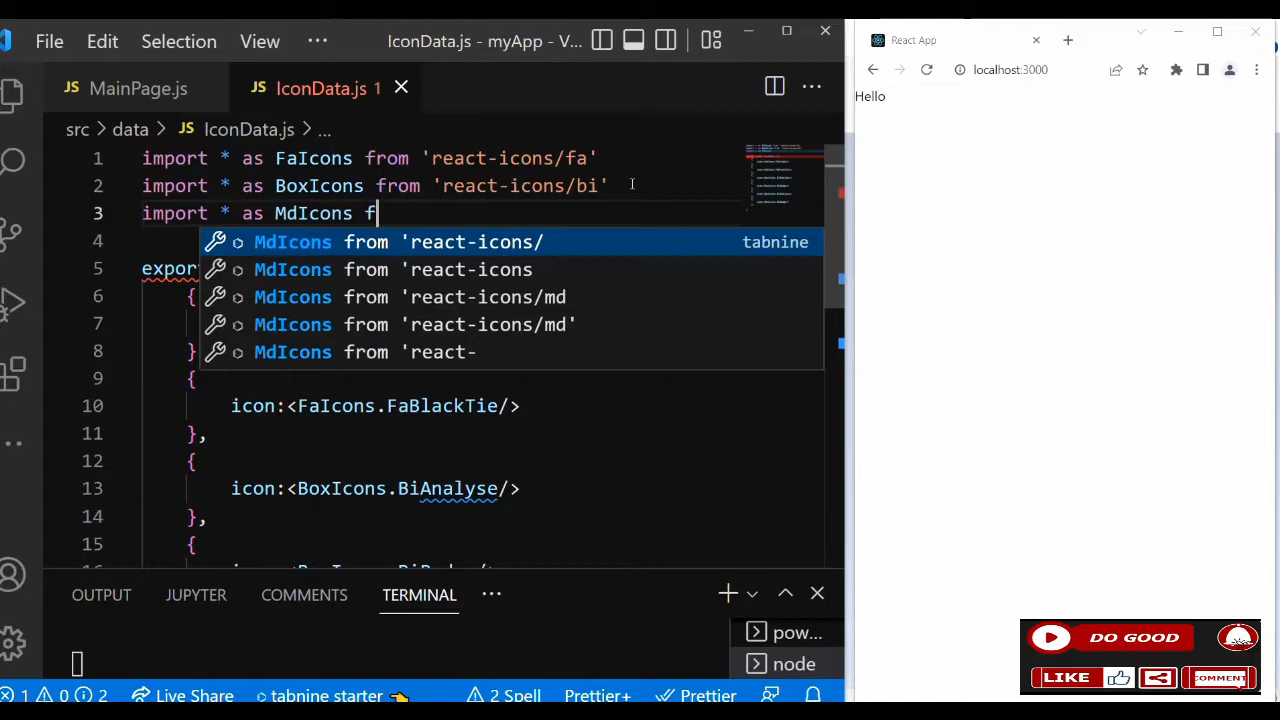 File Edit Selection View ··· IconData.js - myApp - V...
MainPage.js IconData.js 1
src > data > IconData.js > ...
1 import * as FaIcons from 'react-icons/fa'
2 import * as BoxIcons from 'react-icons/bi'
3 import * as MdIcons f
MdIcons from 'react-icons/ tabnine
MdIcons from 'react-icons
MdIcons from 'react-icons/md
MdIcons from 'react-icons/md'
MdIcons from 'react-
4
5 expor
6 {
7
8 }
9 {
10 icon:<FaIcons.FaBlackTie/>
11 },
12 {
13 icon:<BoxIcons.BiAnalyse/>
14 },
15 {
OUTPUT JUPYTER COMMENTS TERMINAL ···
pow...
node
1 0 2 Live Share tabnine starter 2 Spell Prettier+ Prettier
React App
localhost:3000
Hello
DO GOOD
LIKE COMMENT